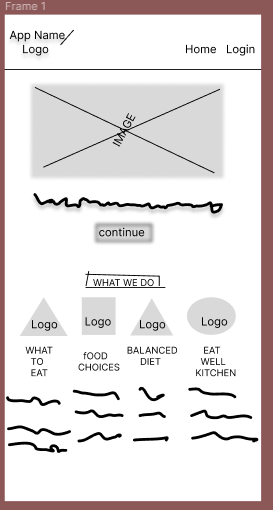 Frame 1
App Name/
Logo
Home Login
IMAGE
continue
WHAT WE DO
Logo Logo Logo Logo
WHAT
TO
EAT
fOOD
CHOICES
BALANCED
DIET
EAT
WELL
KITCHEN